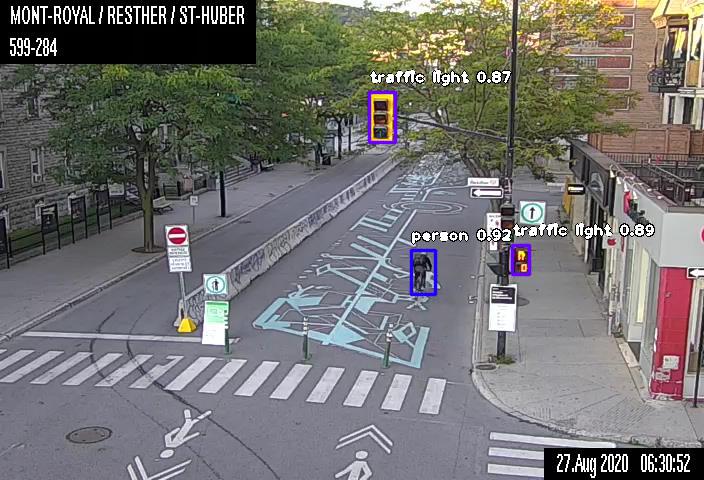 MONT-ROYAL / RESTHER / ST-HUBER
599-284
traffic light 0.87
person 0.92
traffic light 0.89
27.Aug 2020 06:30:52